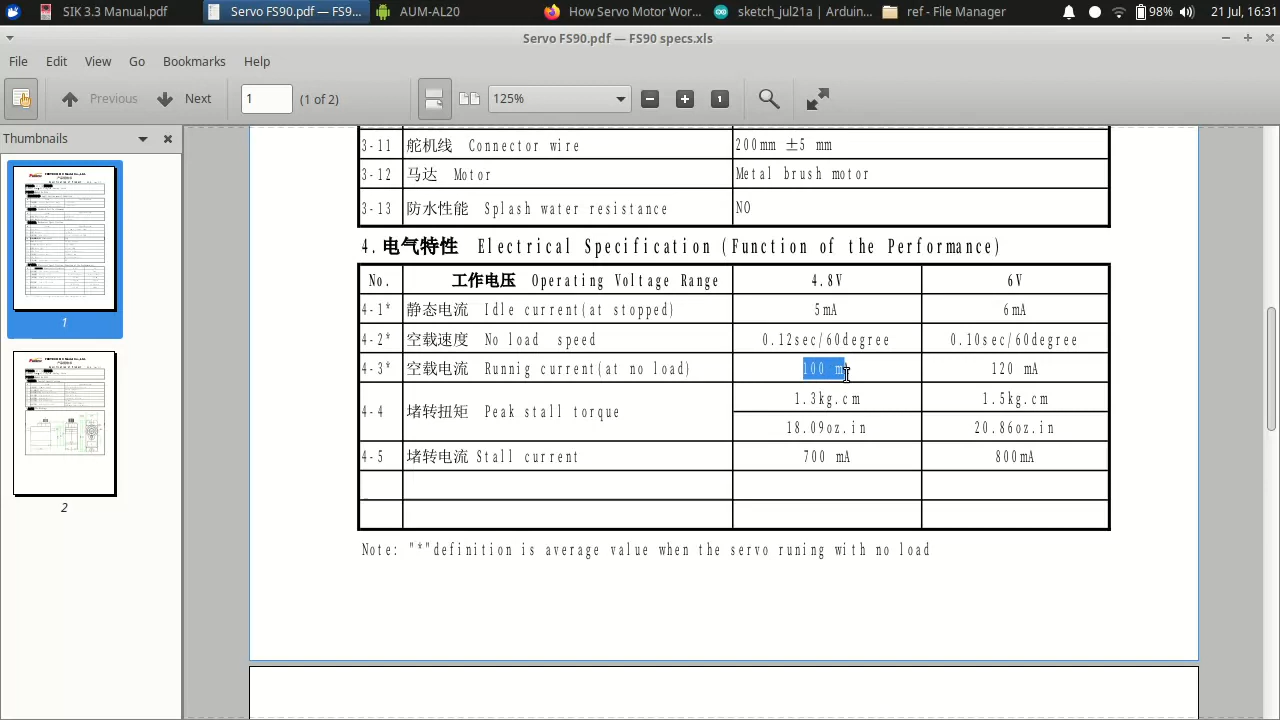 SIK 3.3 Manual.pdf Servo FS90.pdf — FS9... AUM-AL20 How Servo Motor Wor... sketch_jul21a | Arduin... ref - File Manager 98% 21 Jul, 16:31
Servo FS90.pdf — FS90 specs.xls
File Edit View Go Bookmarks Help
Previous Next 1 (1 of 2) 125%
Thumbnails
1
2
3-11 舵机线 Connector wire 200mm ±5 mm
3-12 马达 Motor Metal brush motor
3-13 防水性能 Splash water resistance NO
4. 电气特性 Electrical Specification (Function of the Performance)
No. 工作电压 Operating Voltage Range 4.8V 6V
4-1* 静态电流 Idle current(at stopped) 5mA 6mA
4-2* 空载速度 No load speed 0.12sec/60degree 0.10sec/60degree
4-3* 空载电流 Runnig current(at no load) 100 m 120 mA
4-4 堵转扭矩 Peak stall torque 1.3kg.cm 1.5kg.cm
18.09oz.in 20.86oz.in
4-5 堵转电流 Stall current 700 mA 800mA
Note: "*"definition is average value when the servo runing with no load